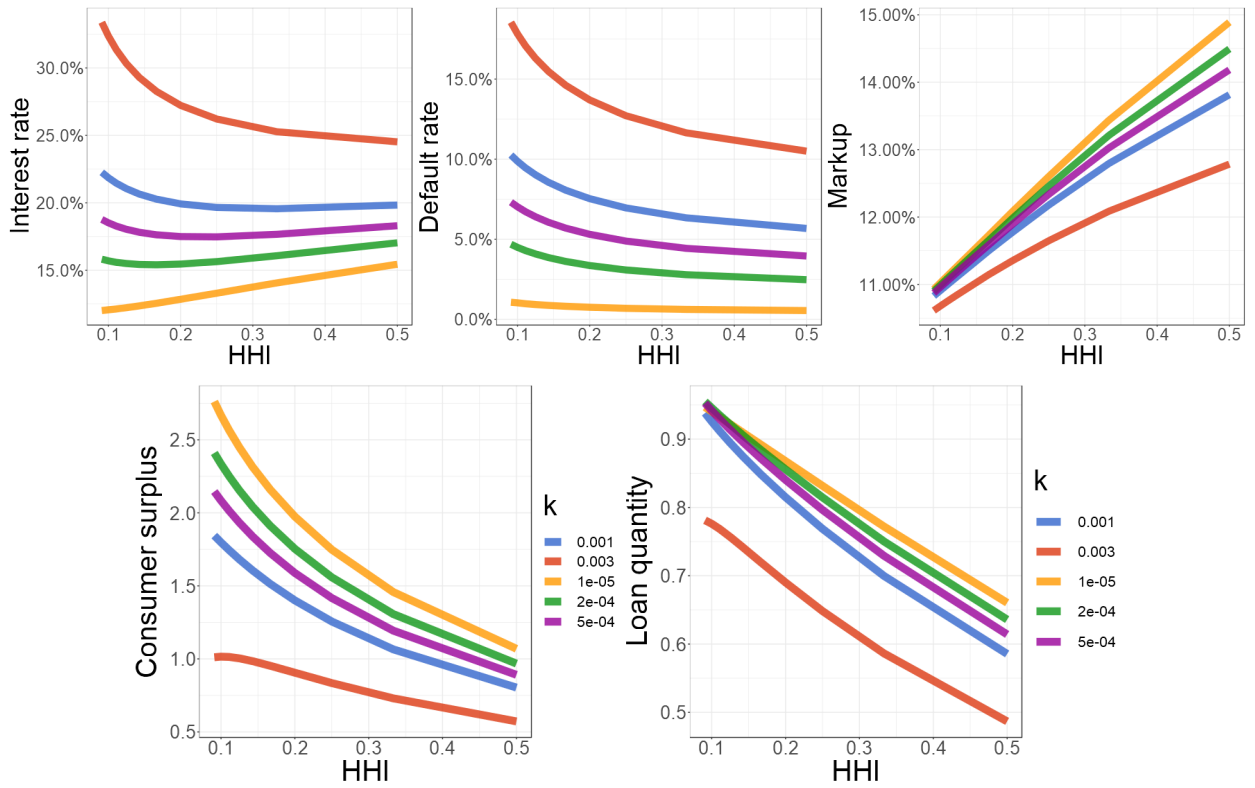 Interest rate
30.0%
25.0%
20.0%
15.0%
0.1 0.2 0.3 0.4 0.5
HHI
Default rate
15.0%
10.0%
5.0%
0.0%
0.1 0.2 0.3 0.4 0.5
HHI
Markup
15.00%
14.00%
13.00%
12.00%
11.00%
0.1 0.2 0.3 0.4 0.5
HHI
Consumer surplus
2.5
2.0
1.5
1.0
0.5
0.1 0.2 0.3 0.4 0.5
HHI
k
0.001
0.003
1e-05
2e-04
5e-04
Loan quantity
0.9
0.8
0.7
0.6
0.5
0.1 0.2 0.3 0.4 0.5
HHI
k
0.001
0.003
1e-05
2e-04
5e-04